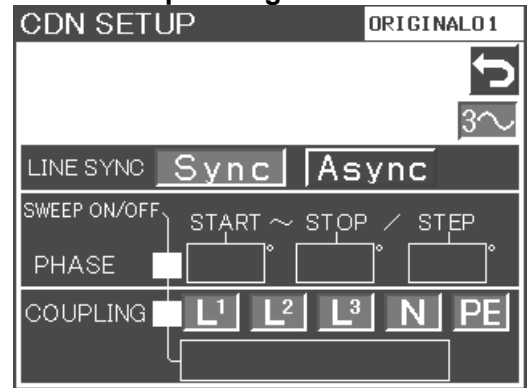 CDN SETUP ORIGINAL01
3
LINE SYNC Sync Async
SWEEP ON/OFF
START ~ STOP / STEP
PHASE ° ° °
COUPLING L¹ L² L³ N PE